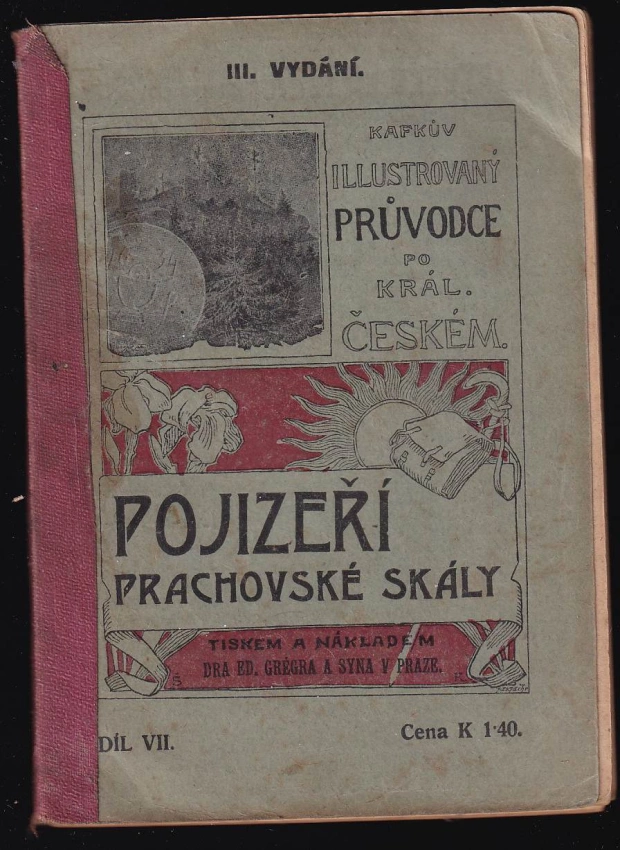 III. VYDÁNÍ.
KAFKŮV
ILLUSTROVANÝ
PRŮVODCE
PO
KRÁL.
ČESKÉM.
POJIZEŘÍ
PRACHOVSKÉ SKÁLY
TISKEM A NÁKLADEM
DRA ED. GRÉGRA A SYNA V PRAZE.
DÍL VII.
Cena K 1·40.